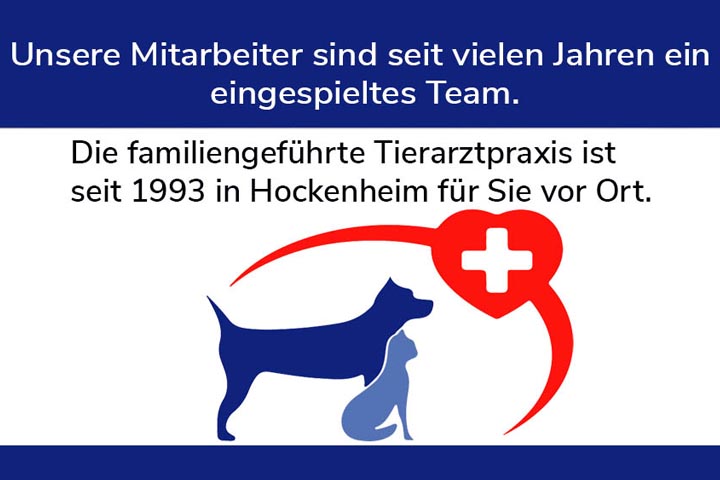 Unsere Mitarbeiter sind seit vielen Jahren ein
eingespieltes Team.
Die familiengeführte Tierarztpraxis ist
seit 1993 in Hockenheim für Sie vor Ort.